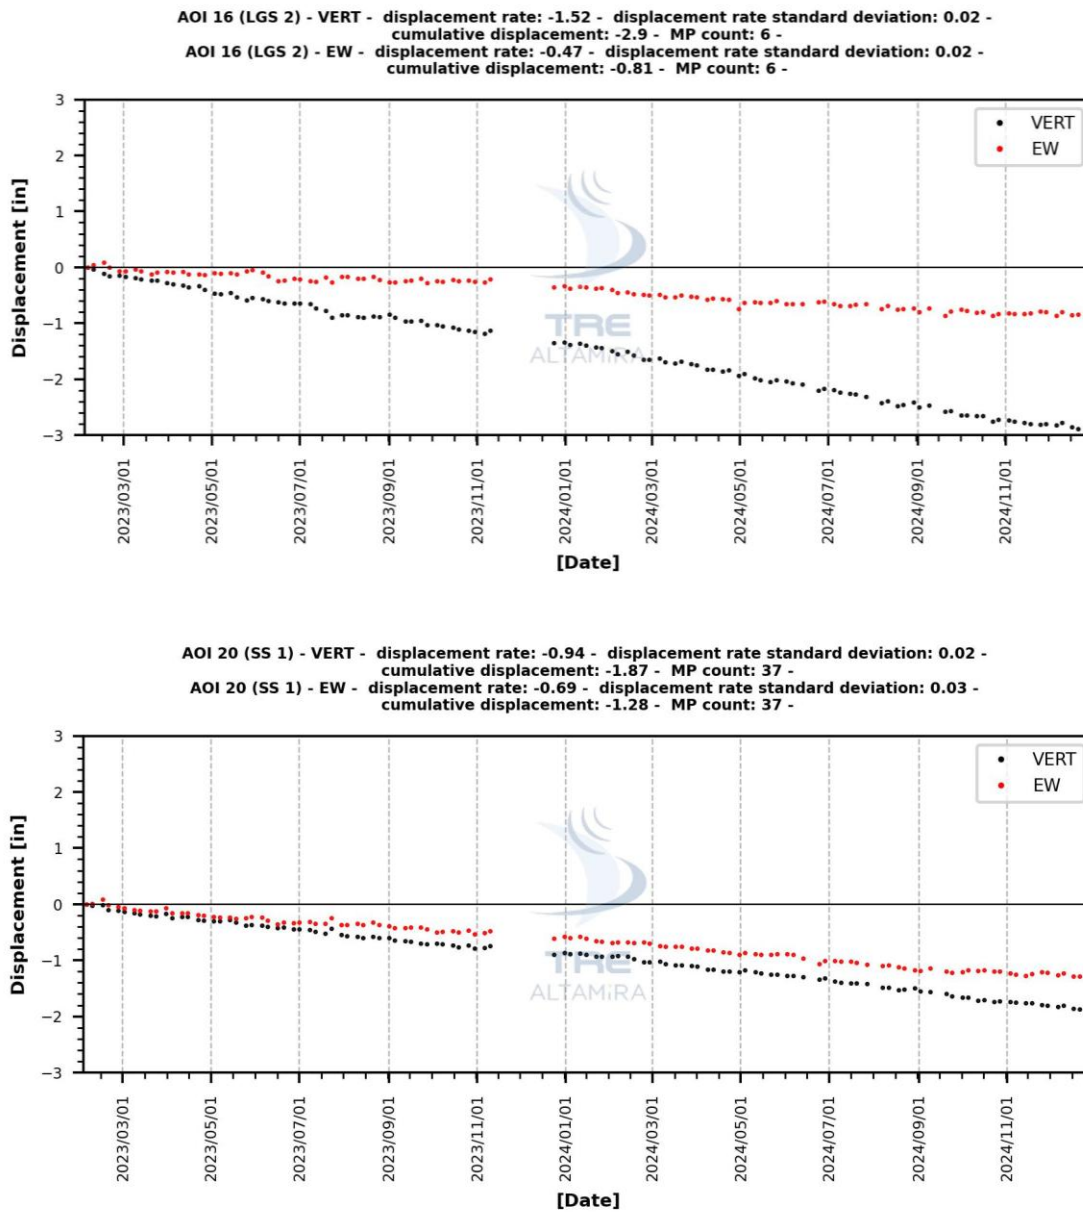 AOI 16 (LGS 2) - VERT -  displacement rate: -1.52 -  displacement rate standard deviation: 0.02 -
cumulative displacement: -2.9 -  MP count: 6 -
AOI 16 (LGS 2) - EW -  displacement rate: -0.47 -  displacement rate standard deviation: 0.02 -
cumulative displacement: -0.81 -  MP count: 6 -
VERT
EW
3
2
1
0
−1
−2
−3
Displacement [in]
TRE
ALTAMiRA
2023/03/01
2023/05/01
2023/07/01
2023/09/01
2023/11/01
2024/01/01
2024/03/01
2024/05/01
2024/07/01
2024/09/01
2024/11/01
[Date]
AOI 20 (SS 1) - VERT -  displacement rate: -0.94 -  displacement rate standard deviation: 0.02 -
cumulative displacement: -1.87 -  MP count: 37 -
AOI 20 (SS 1) - EW -  displacement rate: -0.69 -  displacement rate standard deviation: 0.03 -
cumulative displacement: -1.28 -  MP count: 37 -
VERT
EW
3
2
1
0
−1
−2
−3
Displacement [in]
TRE
ALTAMiRA
2023/03/01
2023/05/01
2023/07/01
2023/09/01
2023/11/01
2024/01/01
2024/03/01
2024/05/01
2024/07/01
2024/09/01
2024/11/01
[Date]